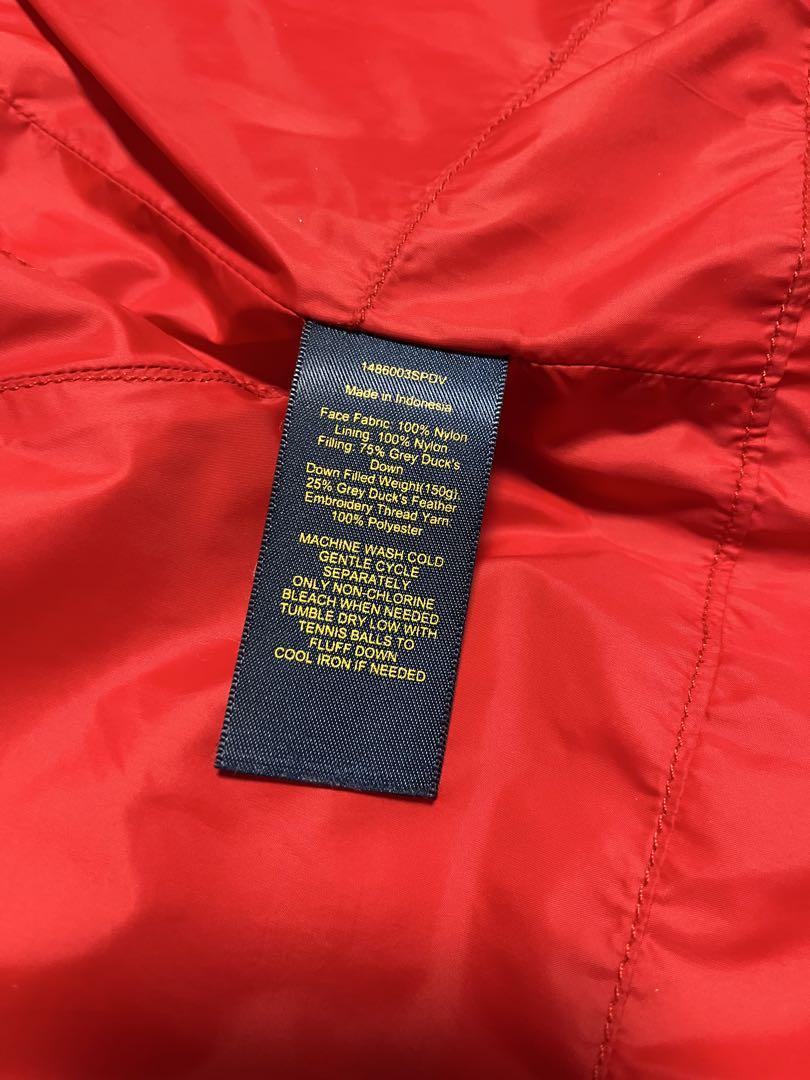 1486003SPDV
Made in Indonesia
Face Fabric: 100% Nylon
Lining: 100% Nylon
Filling: 75% Grey Duck's
Down
Down Filled Weight(150g).
25% Grey Duck's Feather
Embroidery Thread Yarn:
100% Polyester
MACHINE WASH COLD
GENTLE CYCLE
SEPARATELY
ONLY NON-CHLORINE
BLEACH WHEN NEEDED
TUMBLE DRY LOW WITH
TENNIS BALLS TO
FLUFF DOWN
COOL IRON IF NEEDED